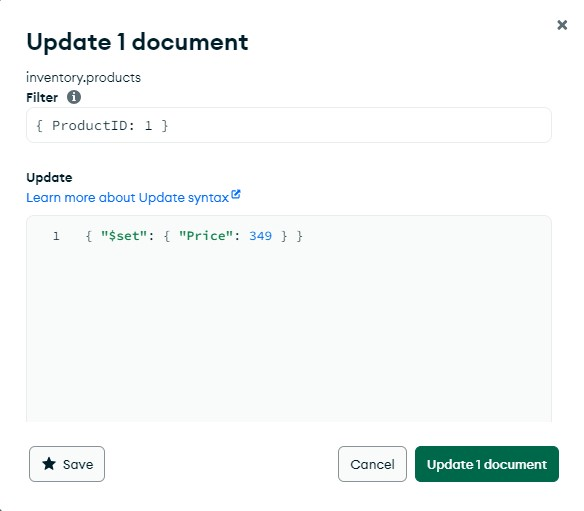 Update 1 document
inventory.products
Filter
{ ProductID: 1 }
Update
Learn more about Update syntax
1 { "$set": { "Price": 349 } }
Save
Cancel
Update 1 document